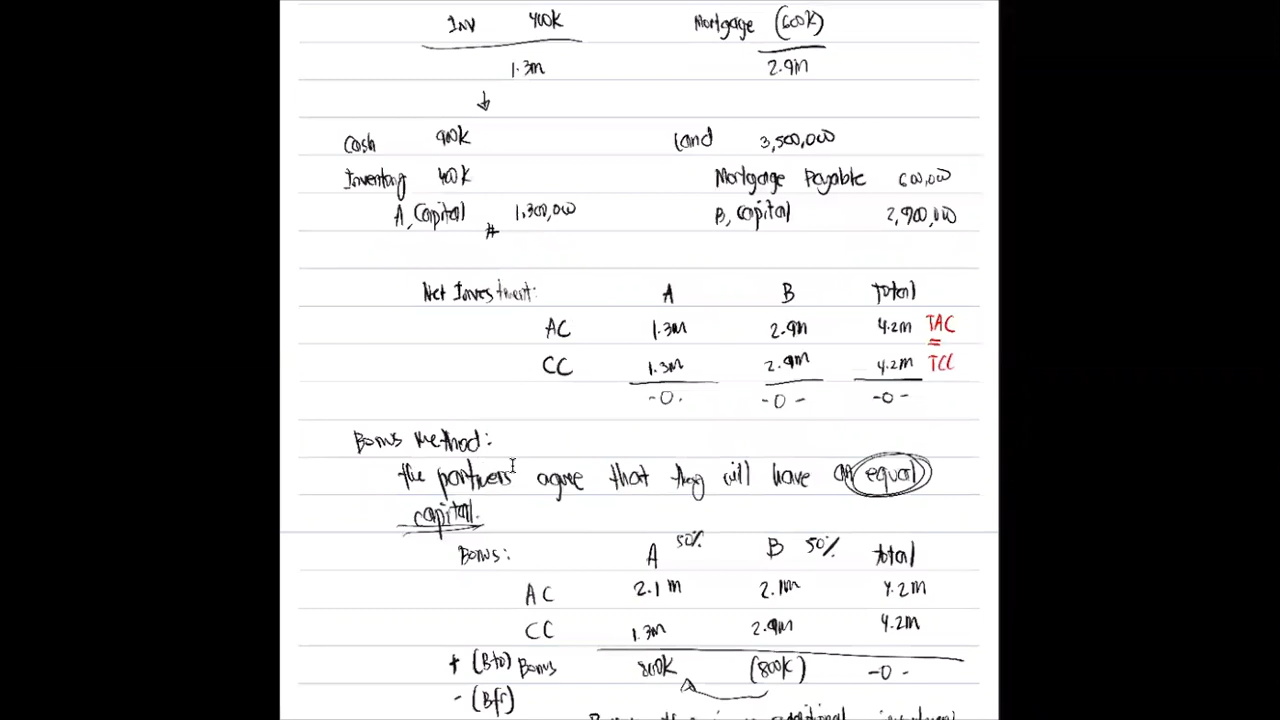 Inv 400K Mortgage (600K)
1.3m 2.9M
Cash 900K land 3,500,000
Inventory 400K Mortgage Payable 600,000
A, Capital 1,300,000 B, capital 2,900,000
Net Investment: A B Total
AC 1.3M 2.9M 4.2M TAC
=
CC 1.3M 2.9M 4.2M TCC
-0- -0- -0-
Bonus Method:
the partners agree that they will have an equal
capital.
Bonus: A 50% B 50% total
AC 2.1M 2.1M 4.2M
CC 1.3M 2.9M 4.2M
+ (Bto) Bonus 800K (800K) -0-
- (Bfr)